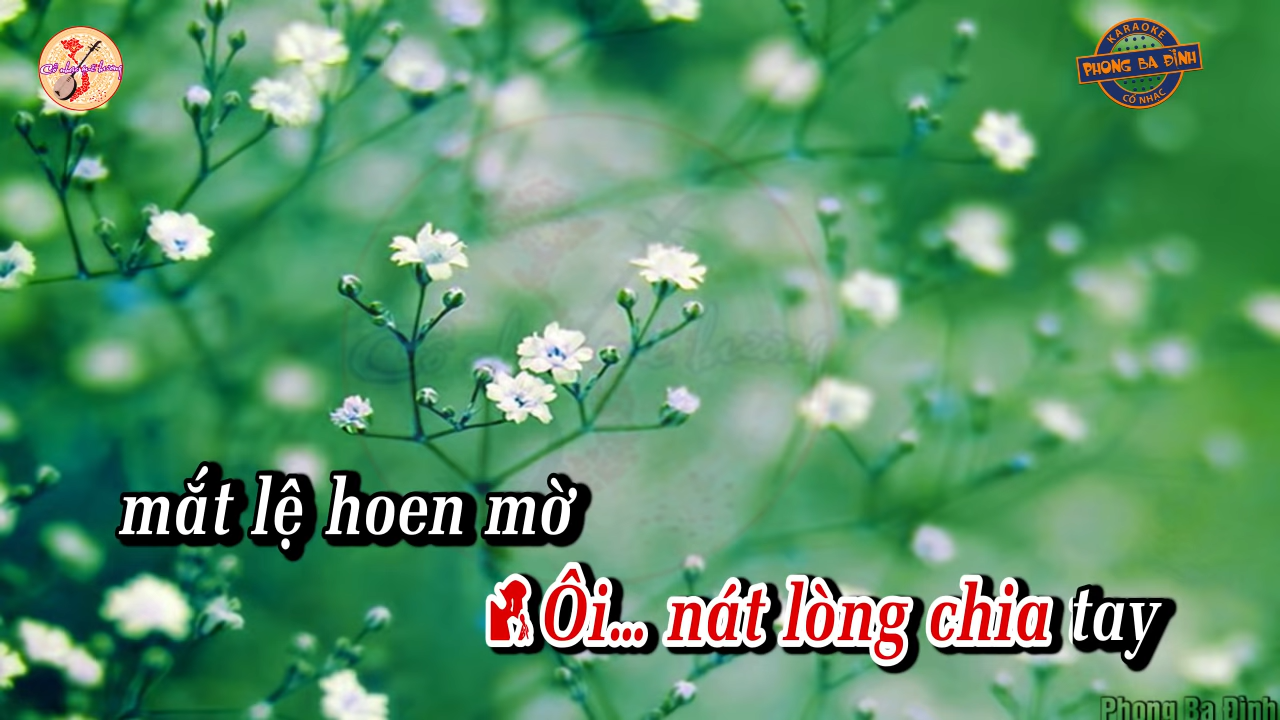 KARAOKE
PHONG BA ĐÌNH
CỔ NHẠC
mắt lệ hoen mờ
Ôi... nát lòng chia tay
Phong Ba Đình